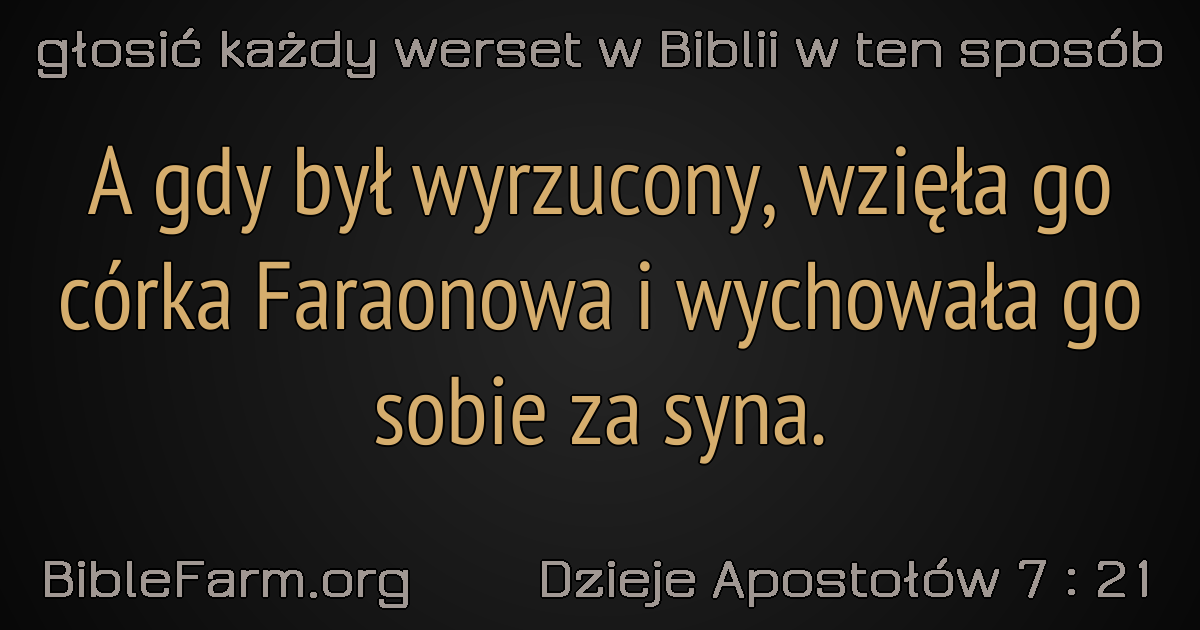 głosić każdy werset w Biblii w ten sposób
A gdy był wyrzucony, wzięła go
córka Faraonowa i wychowała go
sobie za syna.
BibleFarm.org
Dzieje Apostołów 7 : 21